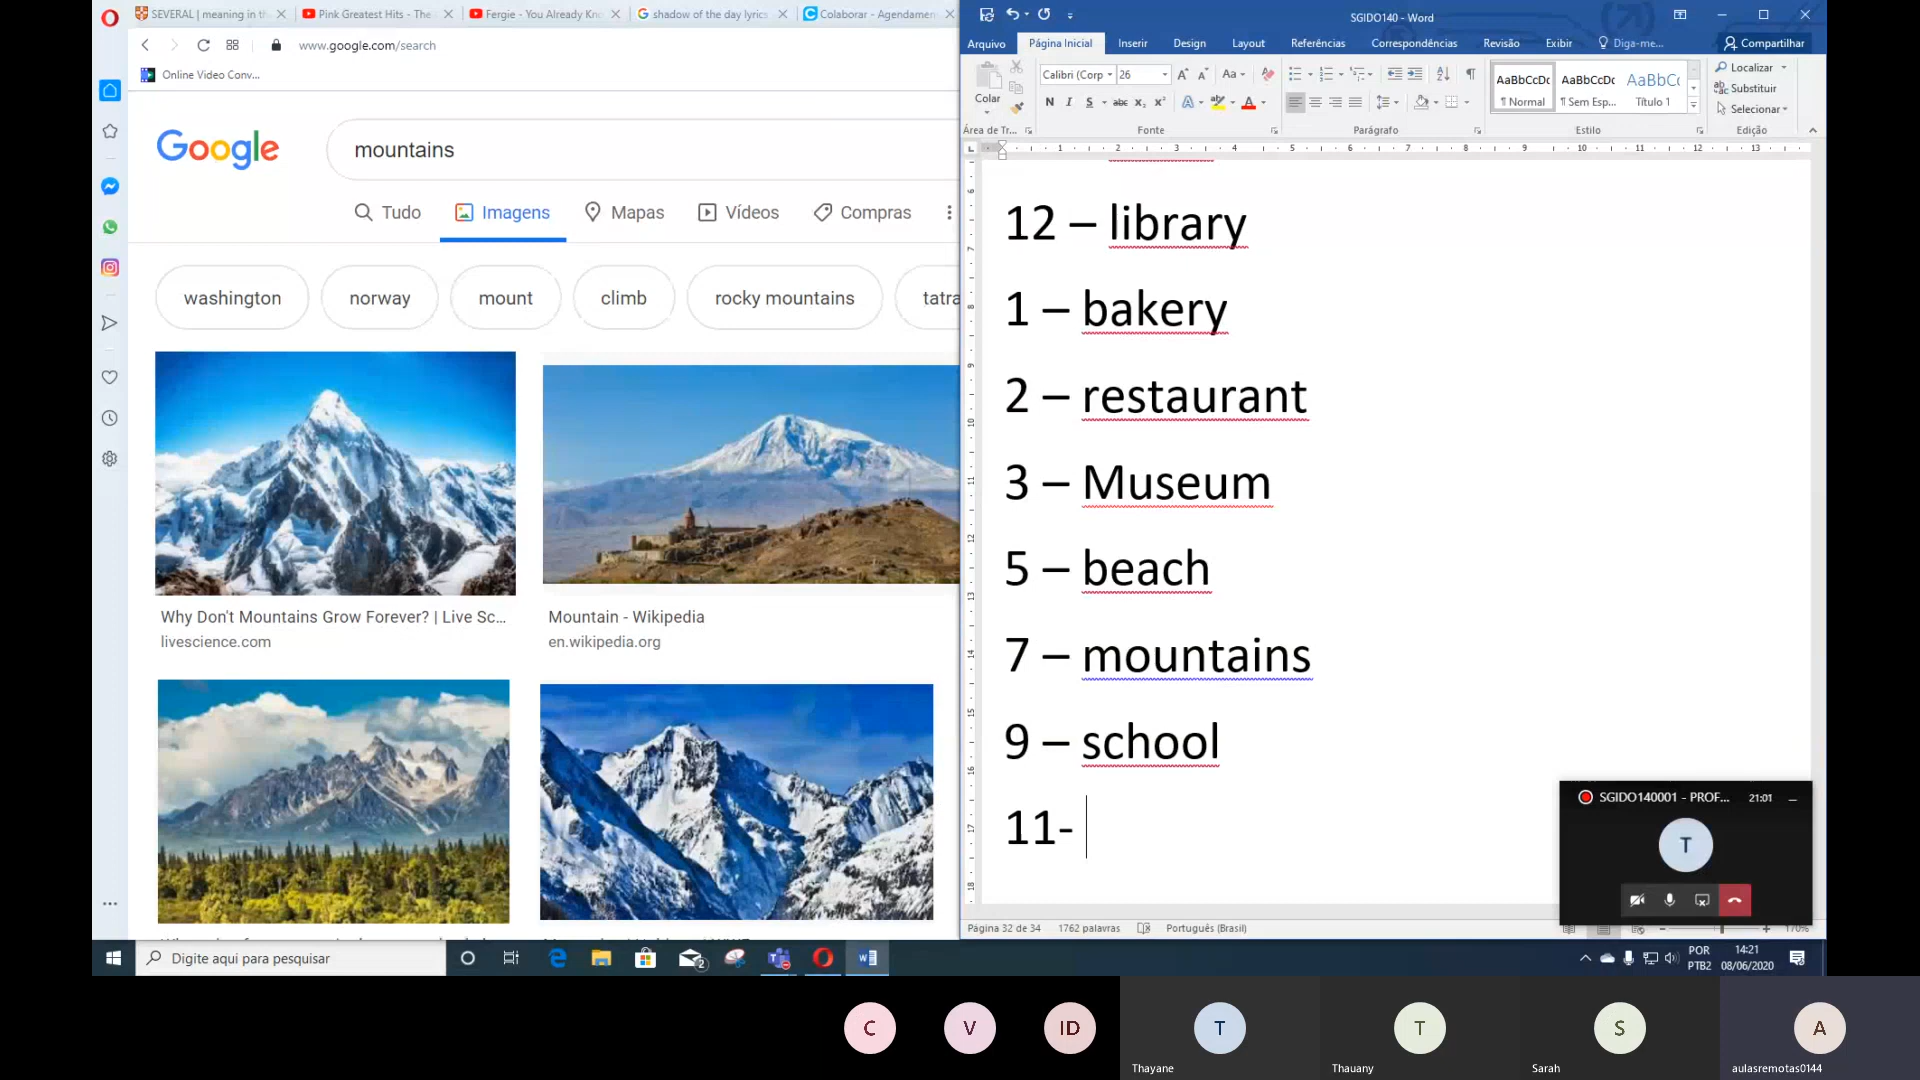 SEVERAL | meaning in th
Pink Greatest Hits - The
Fergie - You Already Kno
shadow of the day lyrics
Colaborar - Agendamen
www.google.com/search
Online Video Conv...
Google
mountains
Tudo
Imagens
Mapas
Vídeos
Compras
washington
norway
mount
climb
rocky mountains
tatra
Why Don't Mountains Grow Forever? | Live Sc...
livescience.com
Mountain - Wikipedia
en.wikipedia.org
SGIDO140 - Word
Arquivo
Página Inicial
Inserir
Design
Layout
Referências
Correspondências
Revisão
Exibir
Diga-me...
Compartilhar
Colar
Calibri (Corp
26
Área de Tr...
Fonte
Parágrafo
AaBbCcDc
¶ Normal
AaBbCcDc
¶ Sem Esp...
AaBbCc
Título 1
Estilo
Localizar
Substituir
Selecionar
Edição
12 – library
1 – bakery
2 – restaurant
3 – Museum
5 – beach
7 – mountains
9 – school
11-
SGIDO140001 - PROF...
21:01
T
Página 32 de 34
1762 palavras
Português (Brasil)
170%
Digite aqui para pesquisar
2
POR
PTB2
14:21
08/06/2020
C
V
ID
T
Thayane
T
Thauany
S
Sarah
A
aulasremotas0144